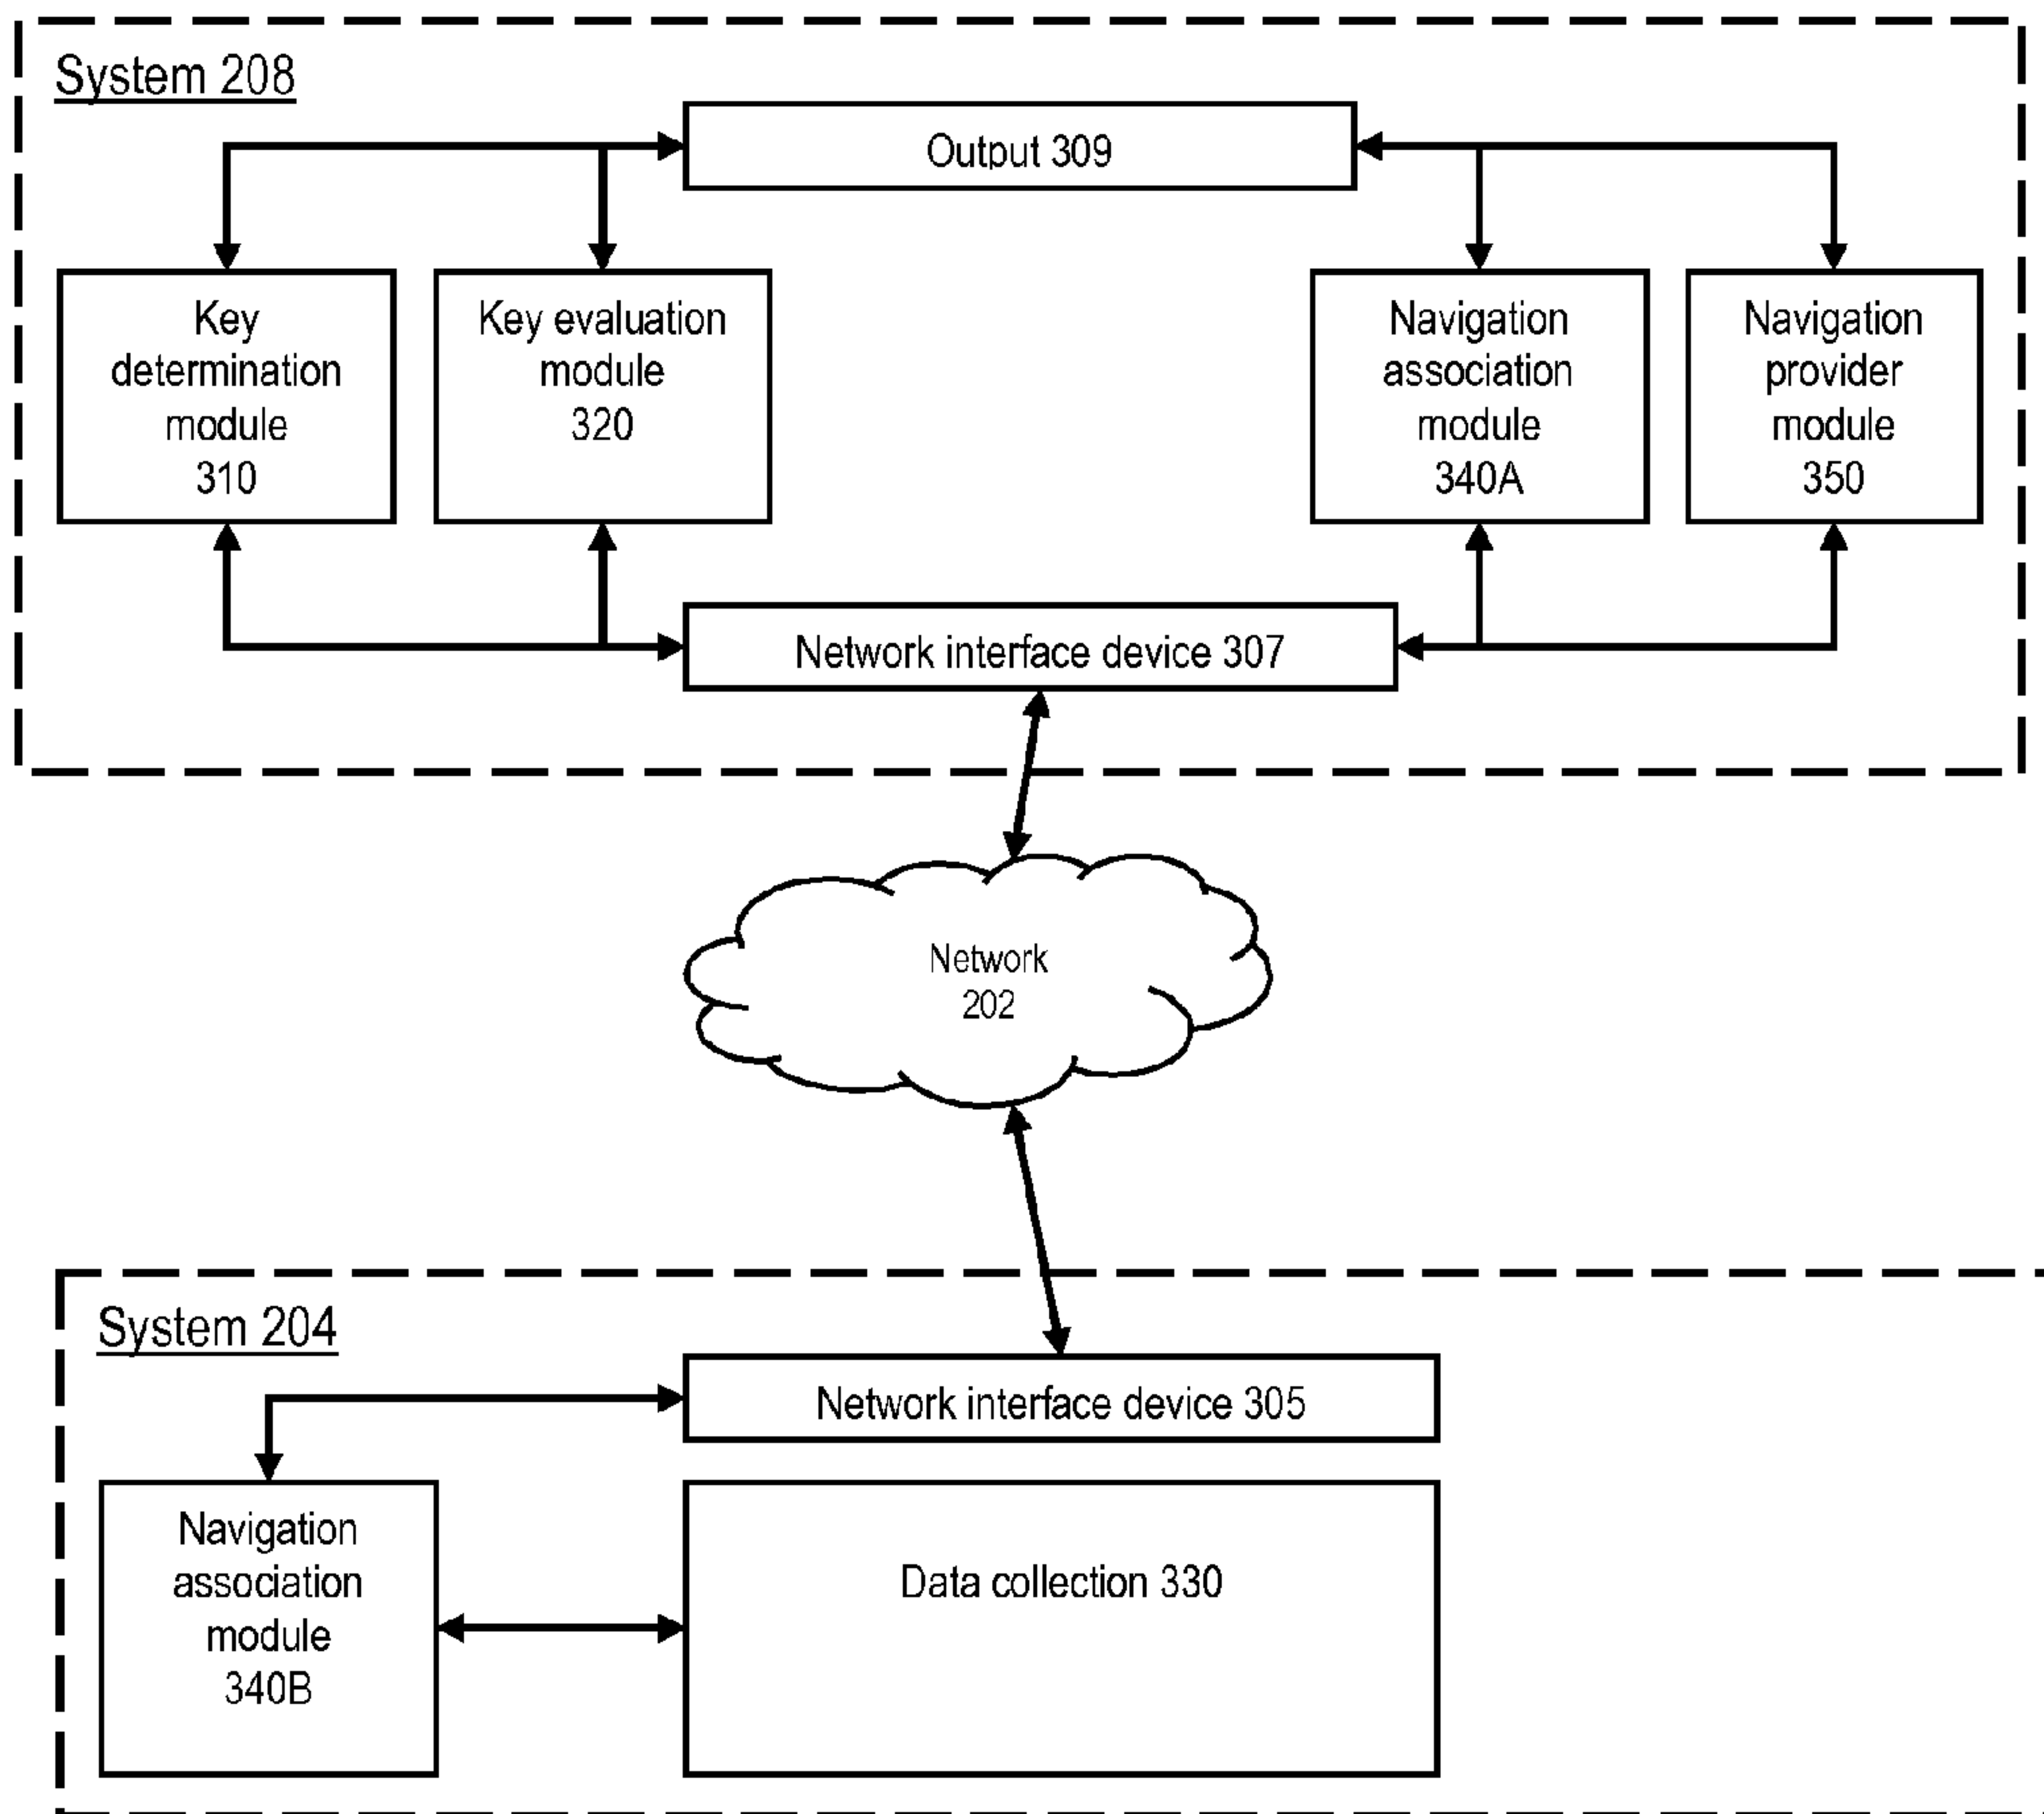 System 208
Output 309
Key
determination
module
310
Key evaluation
module
320
Navigation
association
module
340A
Navigation
provider
module
350
Network interface device 307
Network
202
System 204
Network interface device 305
Navigation
association
module
340B
Data collection 330